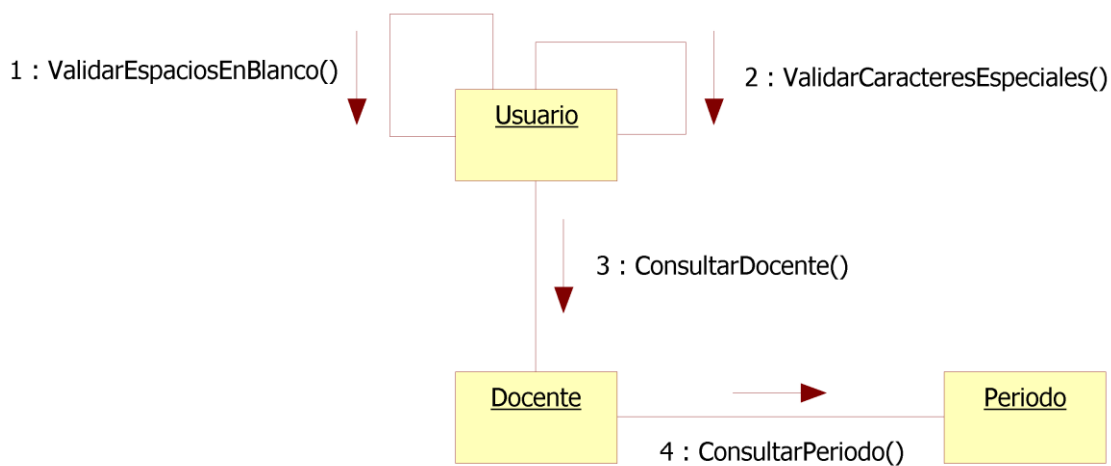 1 : ValidarEspaciosEnBlanco()
2 : ValidarCaracteresEspeciales()
Usuario
3 : ConsultarDocente()
Docente
Periodo
4 : ConsultarPeriodo()